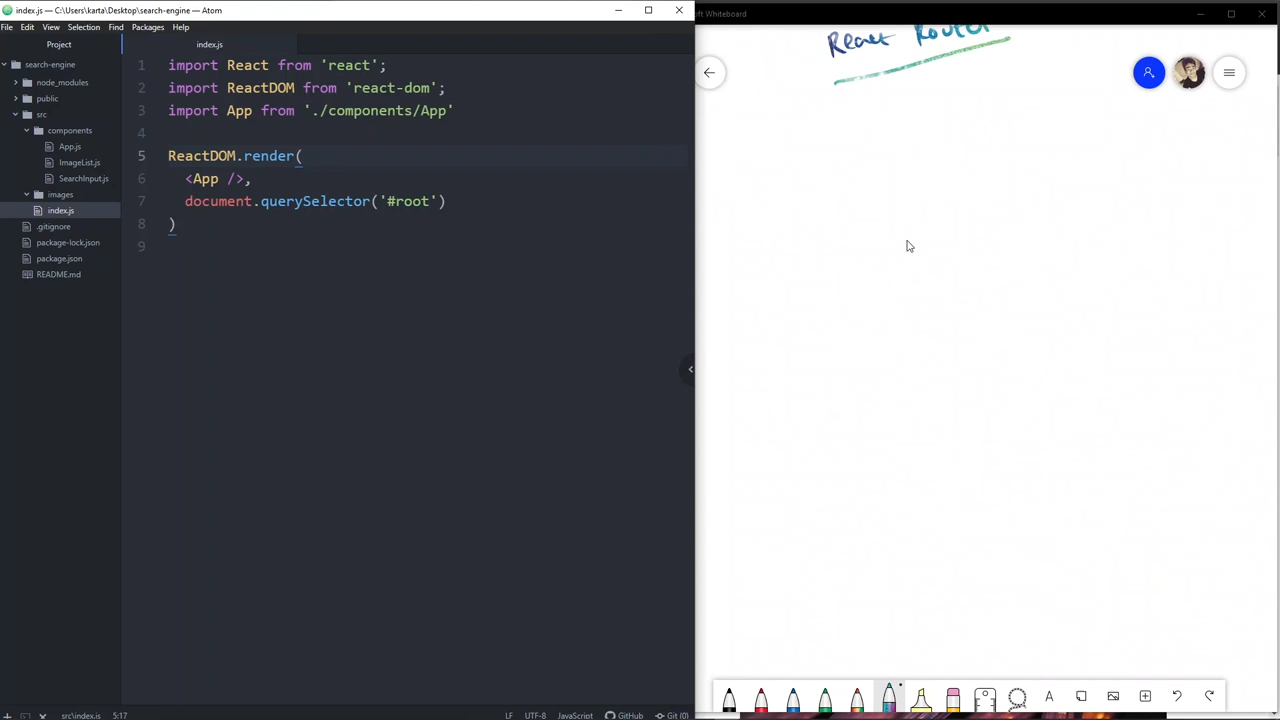 index.js — C:\Users\karta\Desktop\search-engine — Atom
File Edit View Selection Find Packages Help
Project
search-engine
node_modules
public
src
components
App.js
ImageList.js
SearchInput.js
images
index.js
.gitignore
package-lock.json
package.json
README.md
index.js
1 import React from 'react';
2 import ReactDOM from 'react-dom';
3 import App from './components/App'
4
5 ReactDOM.render(
6 <App />,
7 document.querySelector('#root')
8 )
9
src\index.js 5:17 LF UTF-8 JavaScript GitHub Git (0)
Whiteboard
React Router